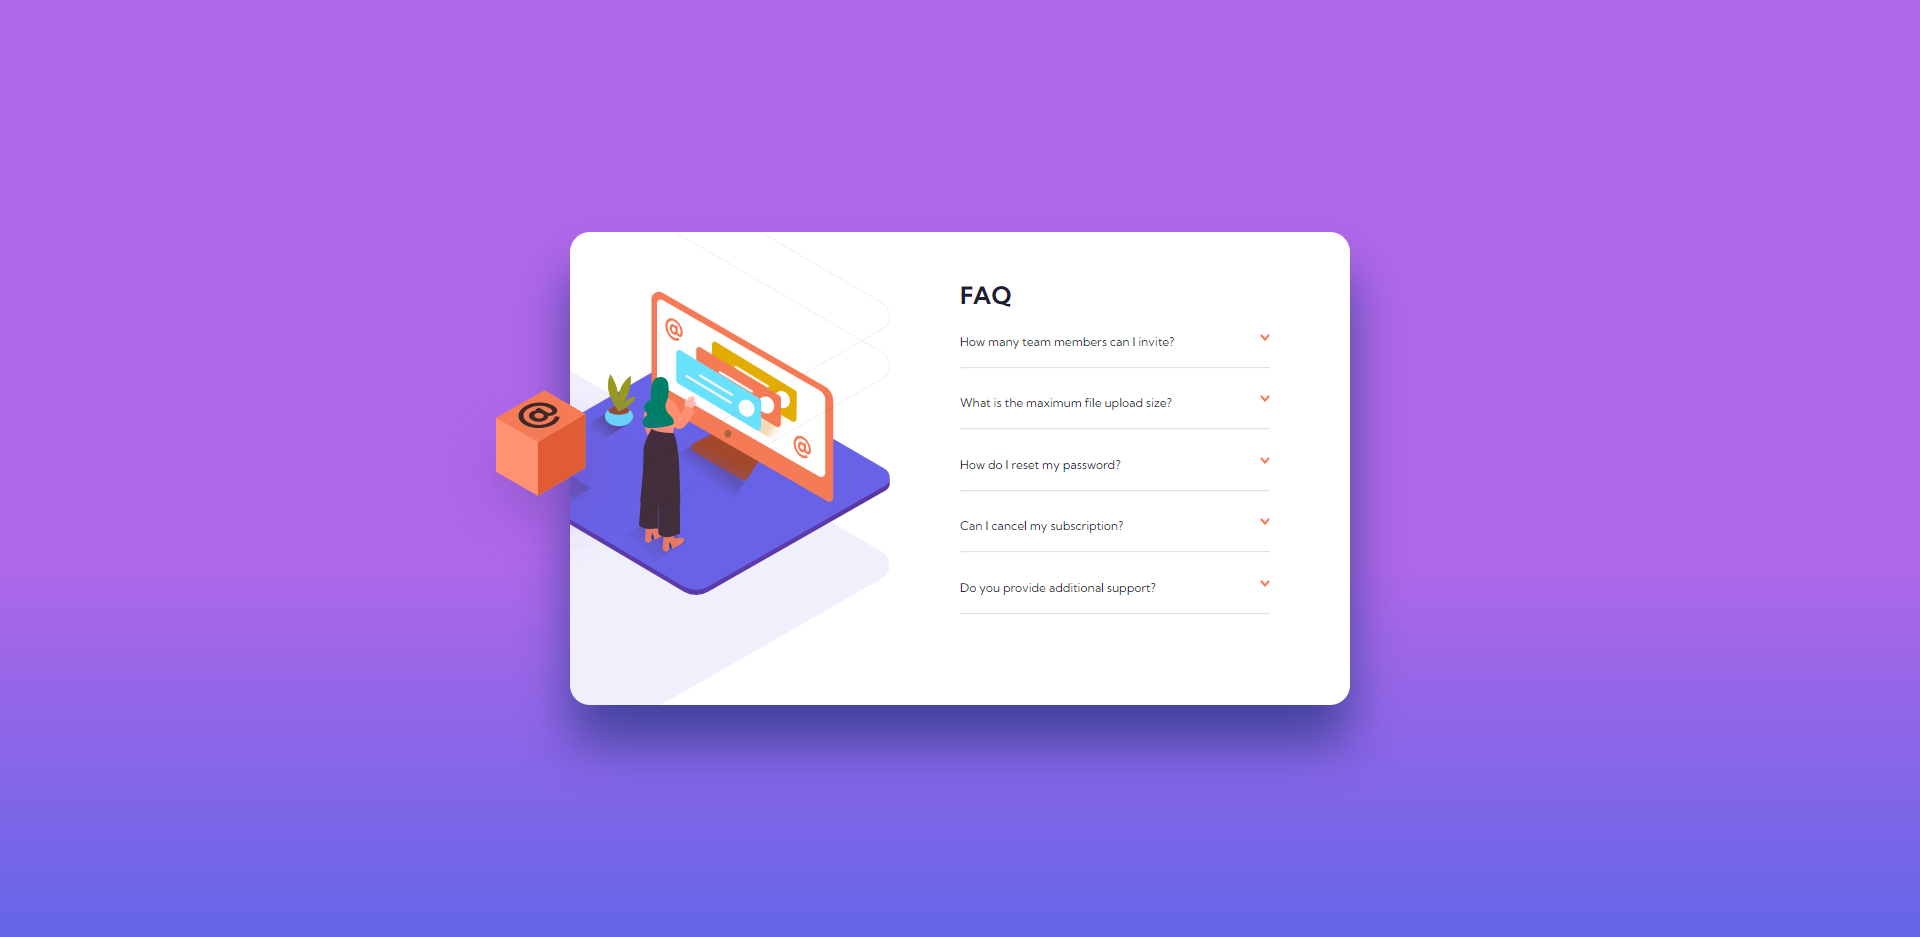 FAQ
How many team members can I invite?
What is the maximum file upload size?
How do I reset my password?
Can I cancel my subscription?
Do you provide additional support?
@
@
@